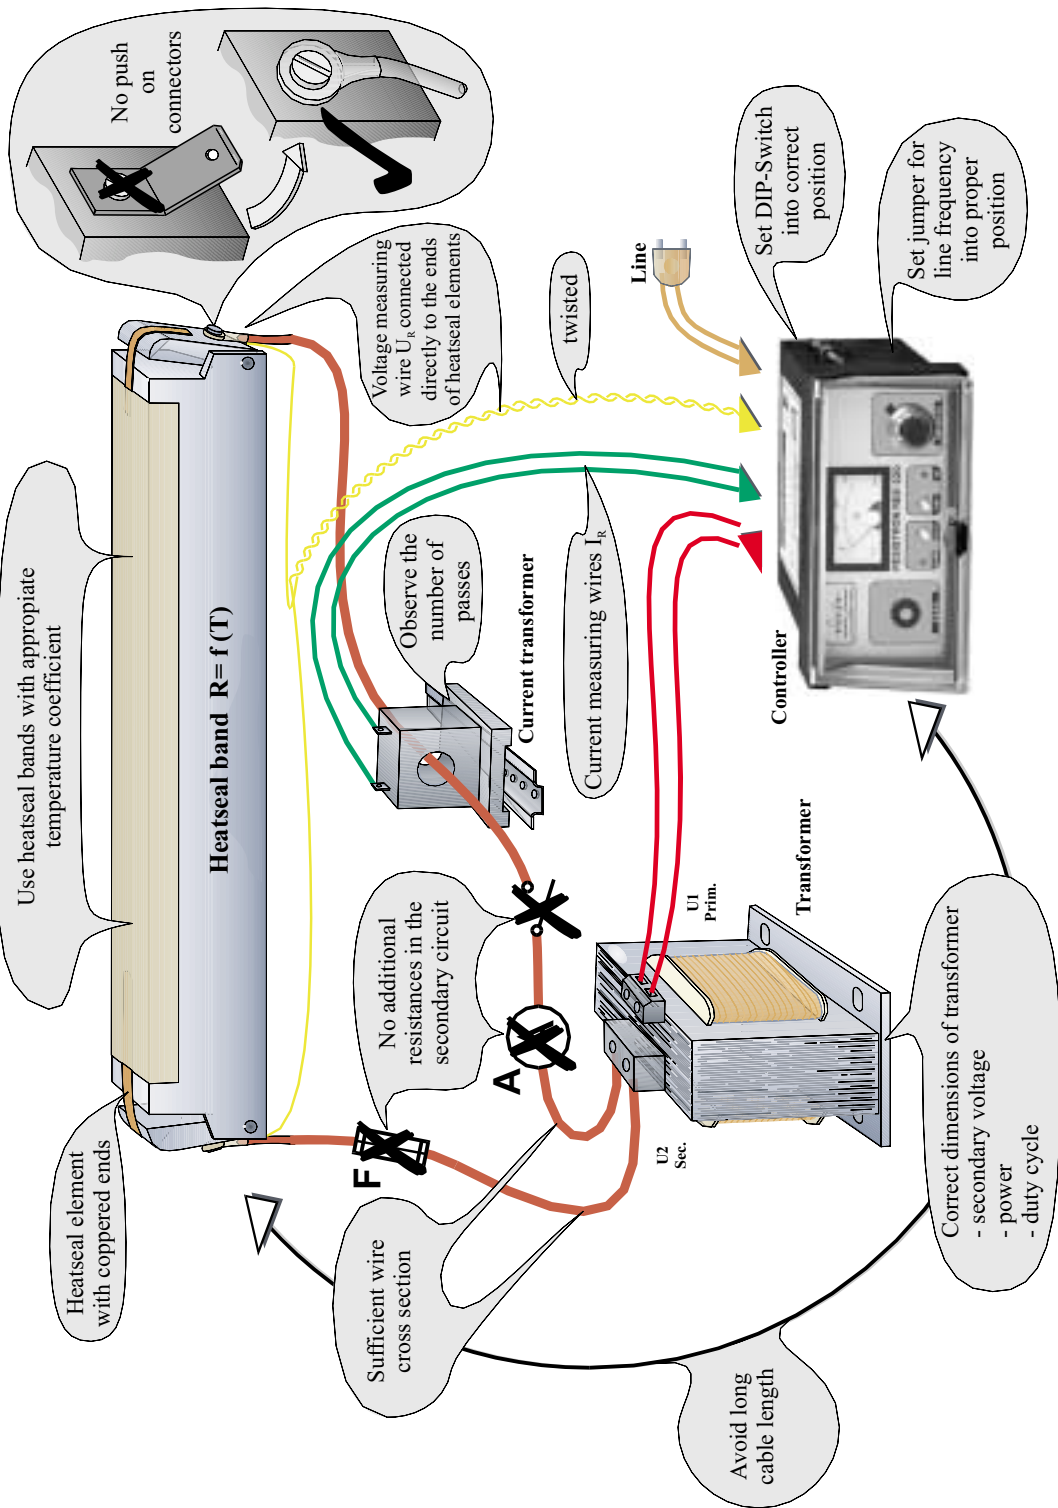 Use heatseal bands with appropiate
temperature coefficient
No push
on
connectors
Heatseal element
with coppered ends
Heatseal band  R= f (T)
Voltage measuring
wire U_R connected
directly to the ends
of heatseal elements
F
Sufficient wire
cross section
No additional
resistances in the
secondary circuit
A
Observe the
number of
passes
Current transformer
twisted
Current measuring wires I_R
Line
U2
Sec.
U1
Prim.
Transformer
Controller
Set DIP-Switch
into correct
position
Set jumper for
line frequency
into proper
position
Avoid long
cable length
Correct dimensions of transformer
- secondary voltage
- power
- duty cycle